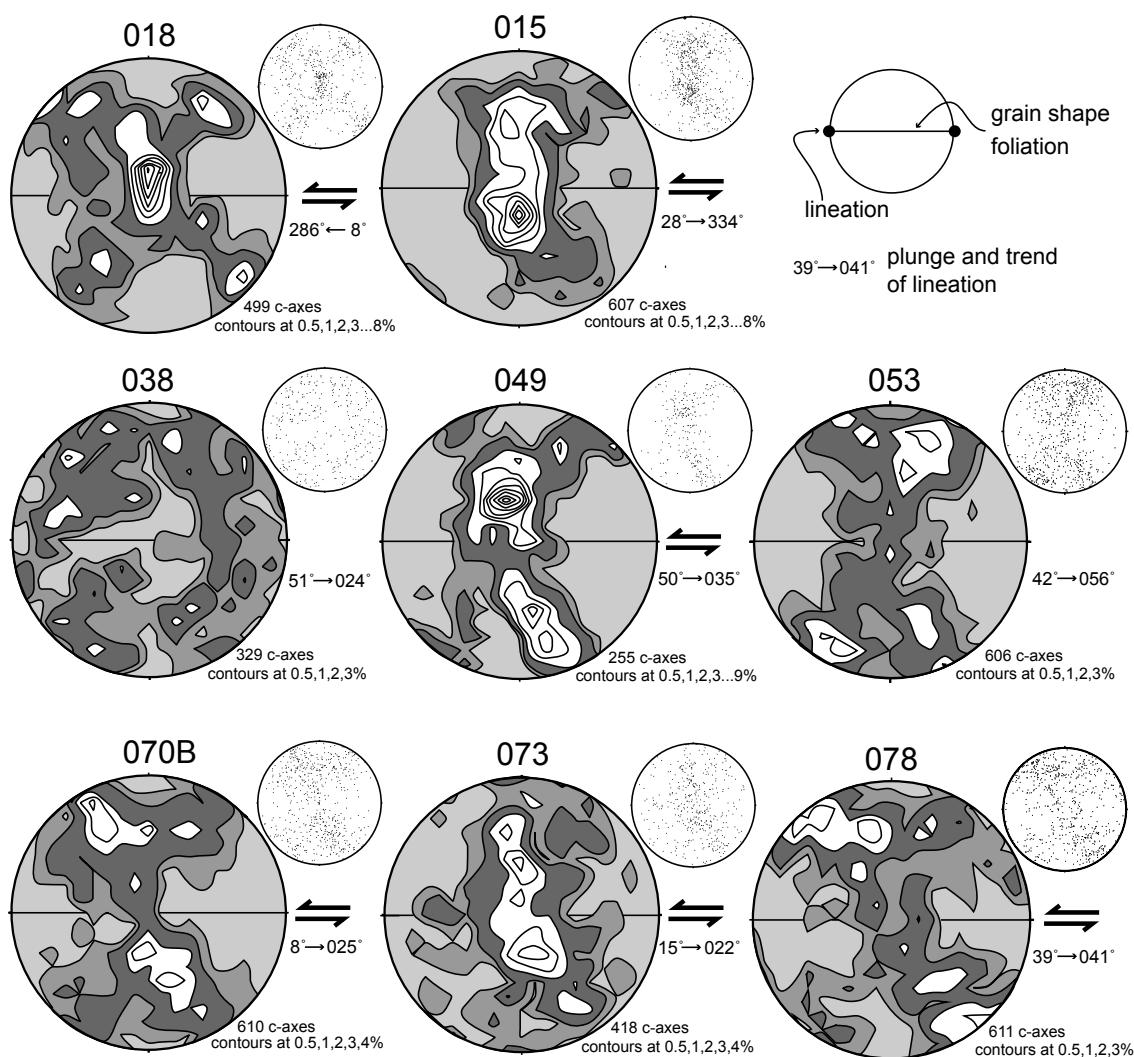 018
015
grain shape
foliation
lineation
286°← 8°
28°→334°
39°→041° plunge and trend
of lineation
499 c-axes
contours at 0.5,1,2,3...8%
607 c-axes
contours at 0.5,1,2,3...8%
038
049
053
51°→024°
50°→035°
42°→056°
329 c-axes
contours at 0.5,1,2,3%
255 c-axes
contours at 0.5,1,2,3...9%
606 c-axes
contours at 0.5,1,2,3%
070B
073
078
8°→025°
15°→022°
39°→041°
610 c-axes
contours at 0.5,1,2,3,4%
418 c-axes
contours at 0.5,1,2,3,4%
611 c-axes
contours at 0.5,1,2,3%